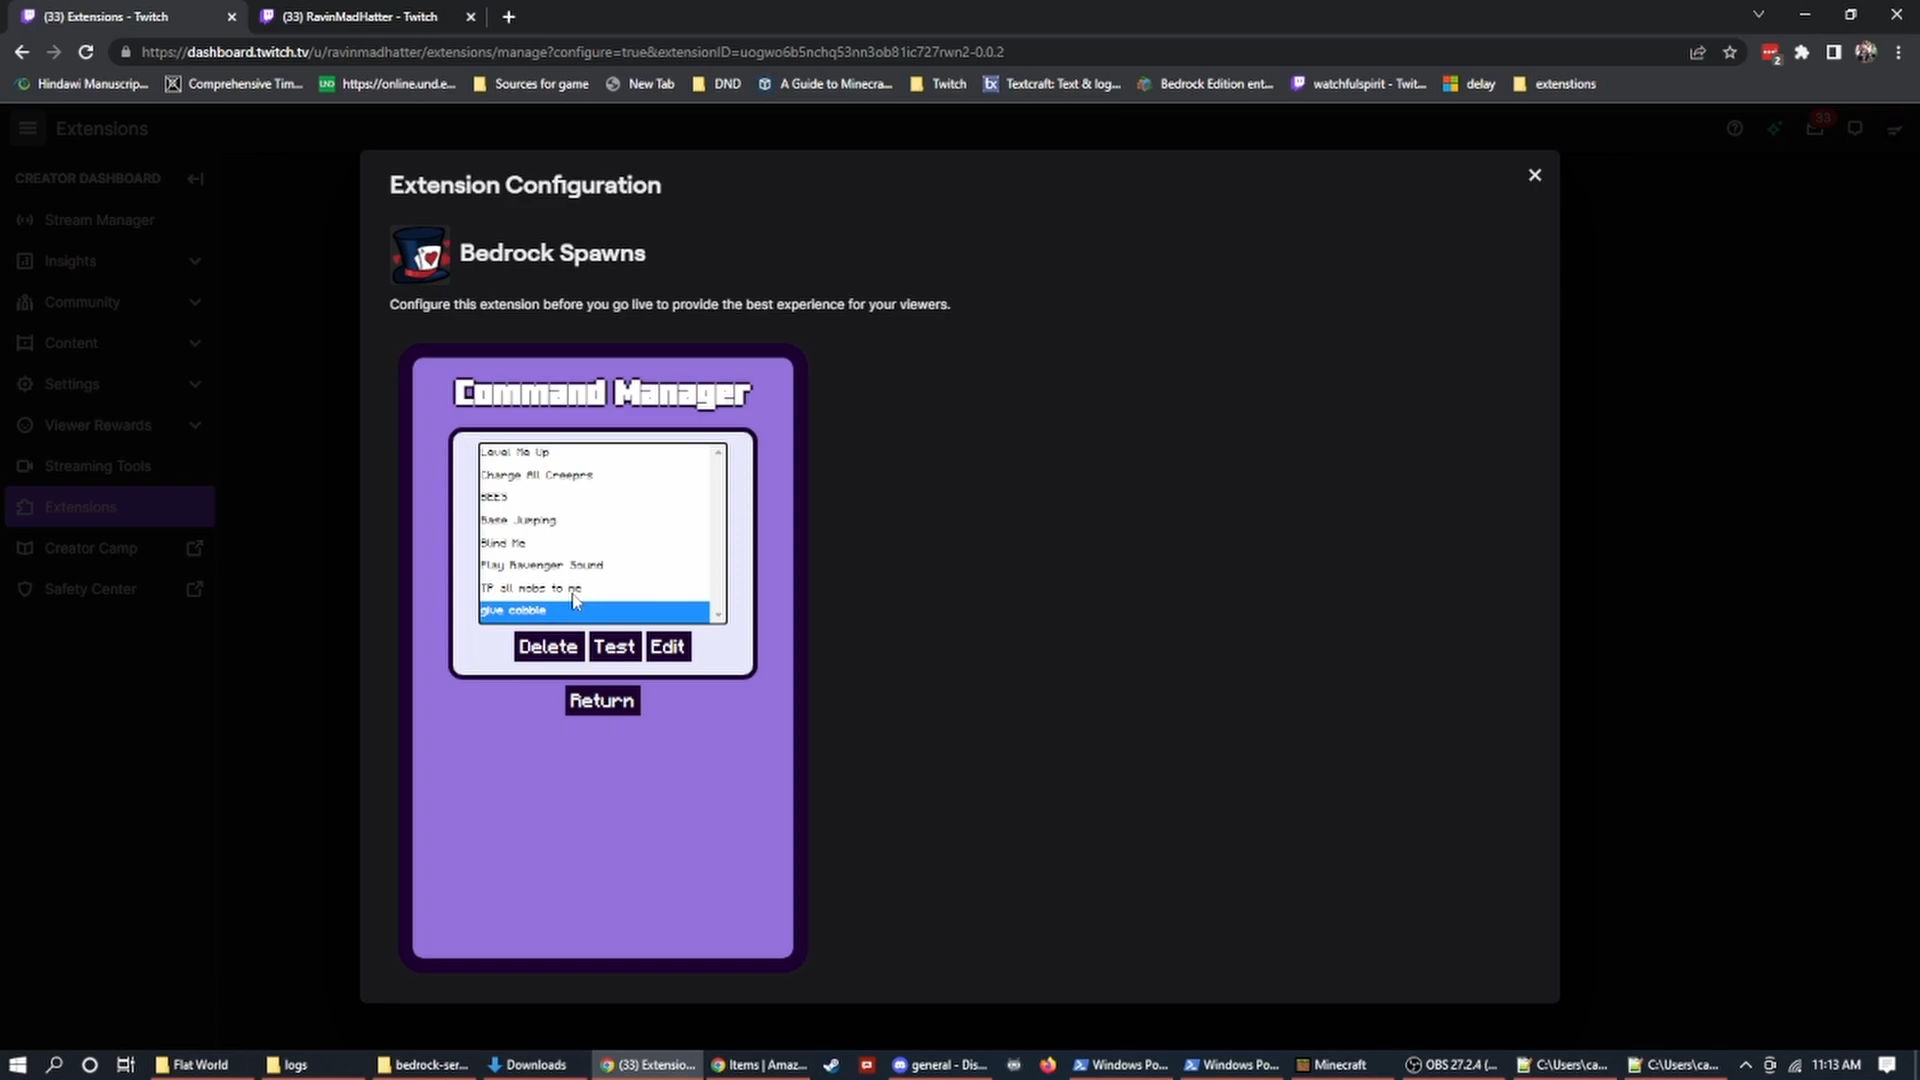 (33) Extensions - Twitch
(33) RavinMadHatter - Twitch
https://dashboard.twitch.tv/u/ravinmadhatter/extensions/manage?configure=true&extensionID=uogwo6b5nchq53nn3ob81ic727rwn2-0.0.2
2
Hindawi Manuscrip...
Comprehensive Tim...
UND
https://online.und.e...
Sources for game
New Tab
DND
A Guide to Minecra...
Twitch
Textcraft: Text & log...
Bedrock Edition ent...
watchfulspirit - Twit...
delay
extenstions
Extensions
33
CREATOR DASHBOARD
Stream Manager
Insights
Community
Content
Settings
Viewer Rewards
Streaming Tools
Extensions
Creator Camp
Safety Center
Extension Configuration
Bedrock Spawns
Configure this extension before you go live to provide the best experience for your viewers.
Command Manager
Level Me Up
Charge All Creeprs
BEES
Base Jumping
Blind Me
Play Ravenger Sound
TP all mobs to me
give cobble
Delete Test Edit
Return
Flat World
logs
bedrock-ser...
Downloads
(33) Extensio...
Items | Amaz...
general - Dis...
Windows Po...
Windows Po...
Minecraft
OBS 27.2.4 (...
C:\Users\ca...
C:\Users\ca...
11:13 AM